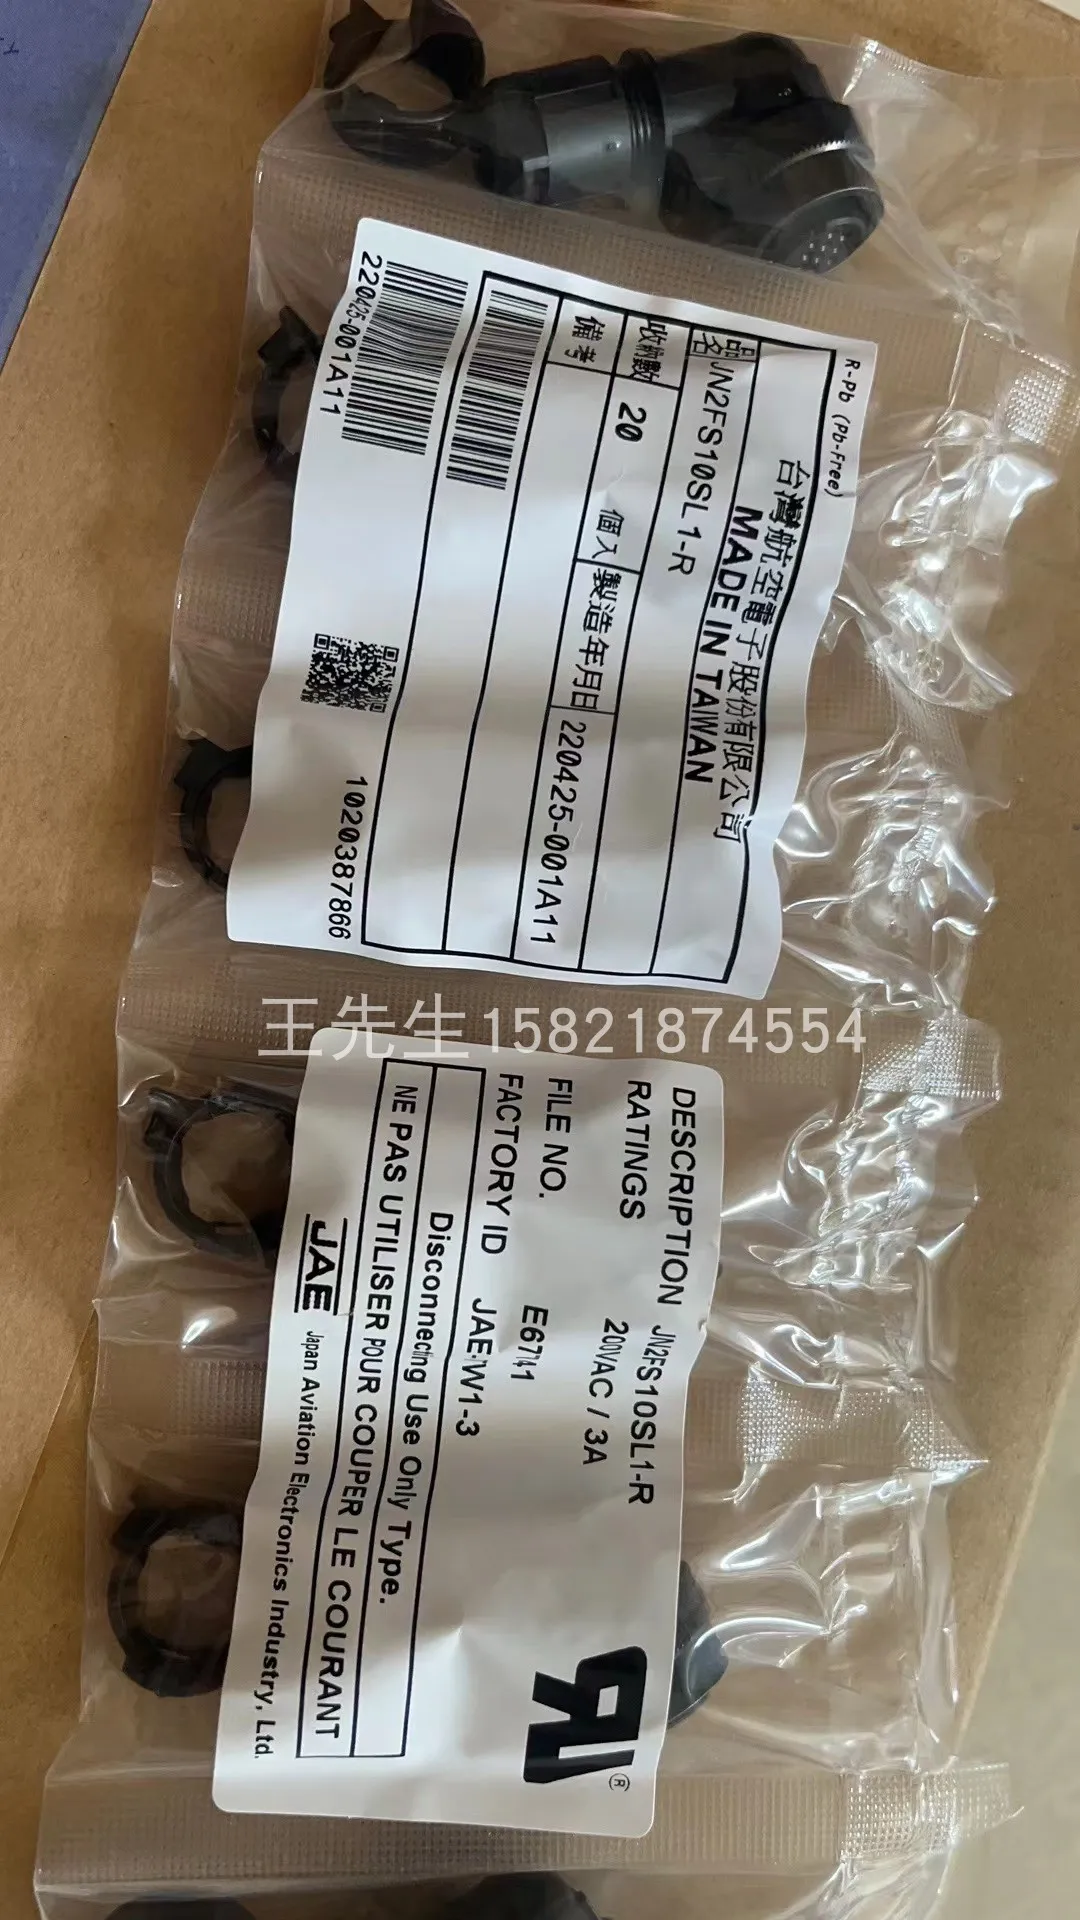 R-Pb (Pb-Free)
台灣航空電子股份有限公司
MADE IN TAIWAN
品名 JN2FS10SL1-R
收納數 20 個入 製造年月日 220425-001A11
備考
220425-001A11
1020387866
王先生15821874554
DESCRIPTION JN2FS10SL1-R
RATINGS 200VAC / 3A
FILE NO.
FACTORY ID JAE-W1-3
Disconnecting Use Only Type.
NE PAS UTILISER POUR COUPER LE COURANT
JAE Japan Aviation Electronics Industry, Ltd.
®